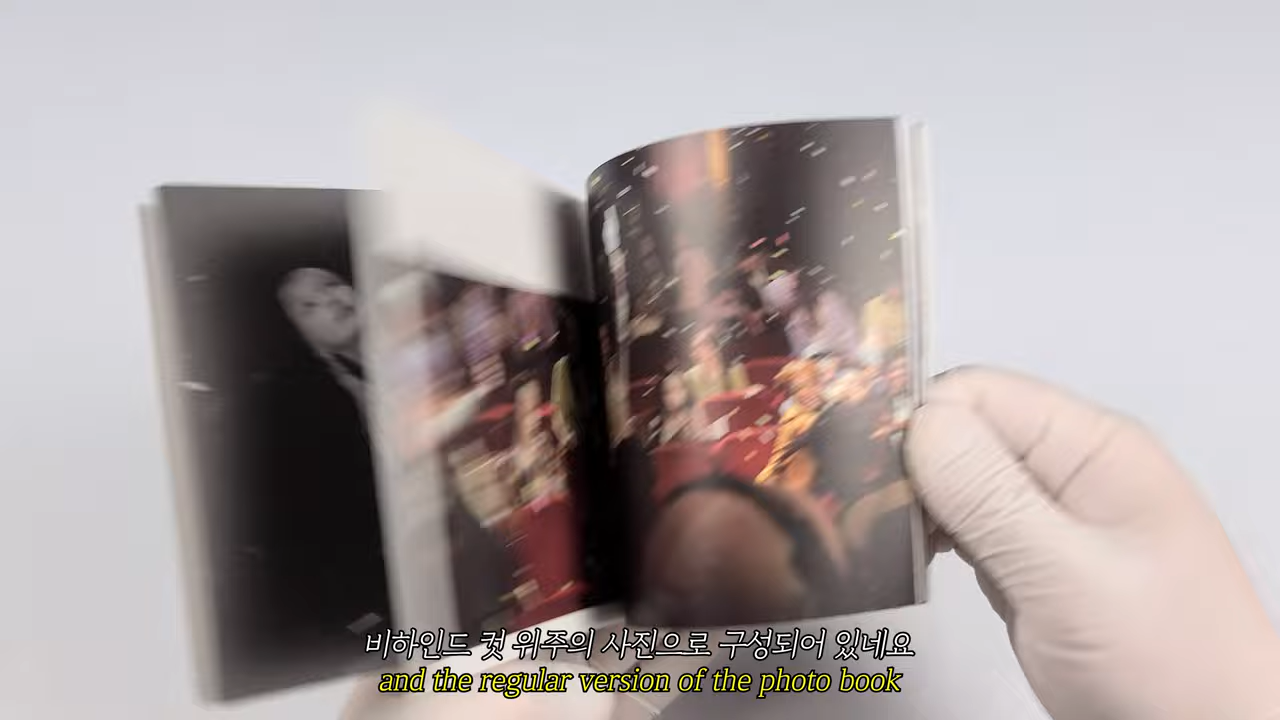 비하인드 컷 위주의 사진으로 구성되어 있네요
and the regular version of the photo book